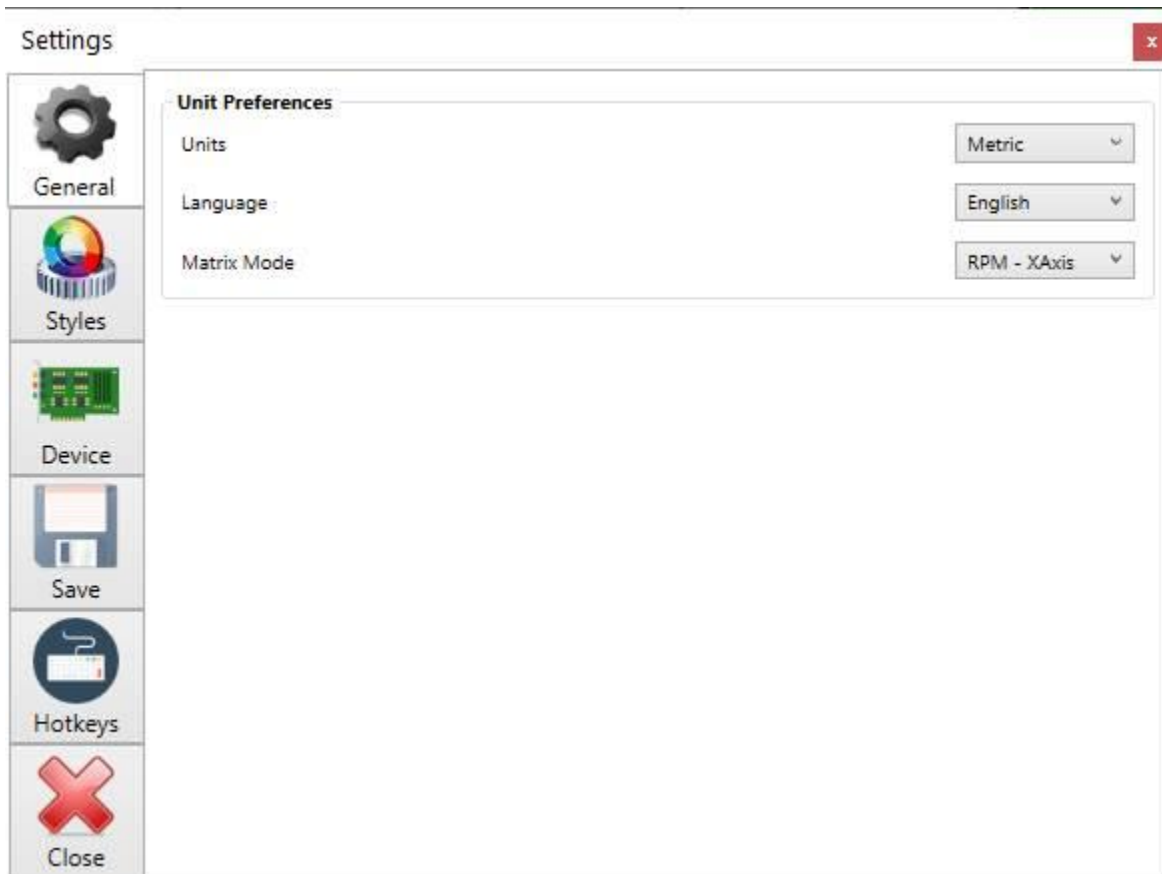 Settings
x
General
Unit Preferences
Units
Metric
Language
English
Matrix Mode
RPM - XAxis
Styles
Device
Save
Hotkeys
Close